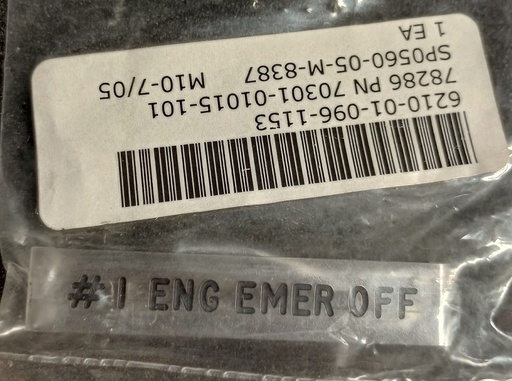 6210-01-096-1153
78286 PN 70301-01015-101
SP0560-05-M-8387 M10-7/05
1 EA
#1 ENG EMER OFF